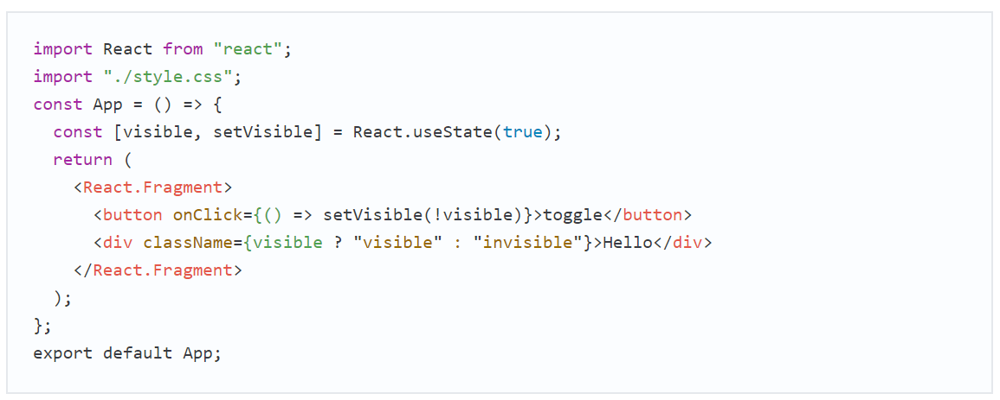 import React from "react";
import "./style.css";
const App = () => {
  const [visible, setVisible] = React.useState(true);
  return (
    <React.Fragment>
      <button onClick={() => setVisible(!visible)}>toggle</button>
      <div className={visible ? "visible" : "invisible"}>Hello</div>
    </React.Fragment>
  );
};
export default App;